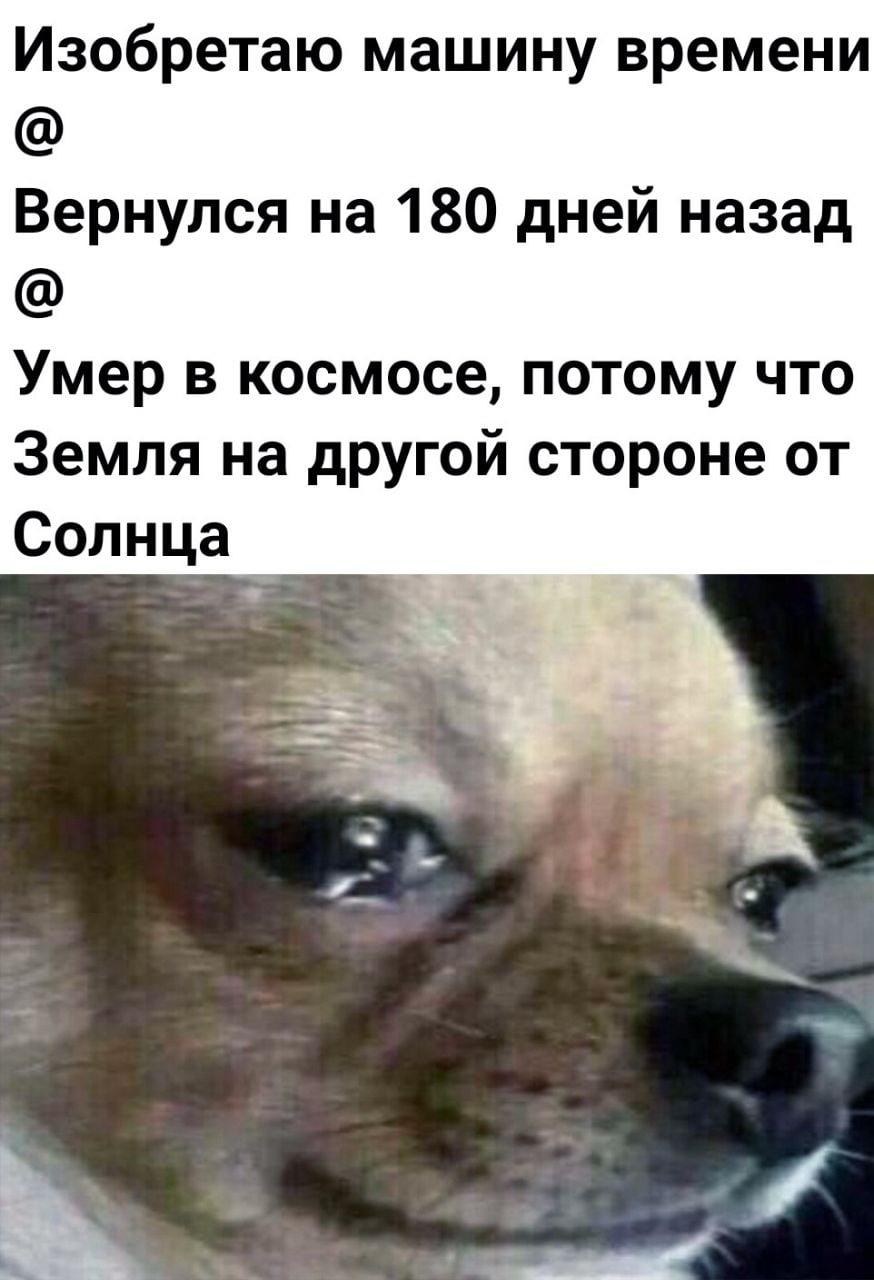 Изобретаю машину времени
@
Вернулся на 180 дней назад
@
Умер в космосе, потому что
Земля на другой стороне от
Солнца